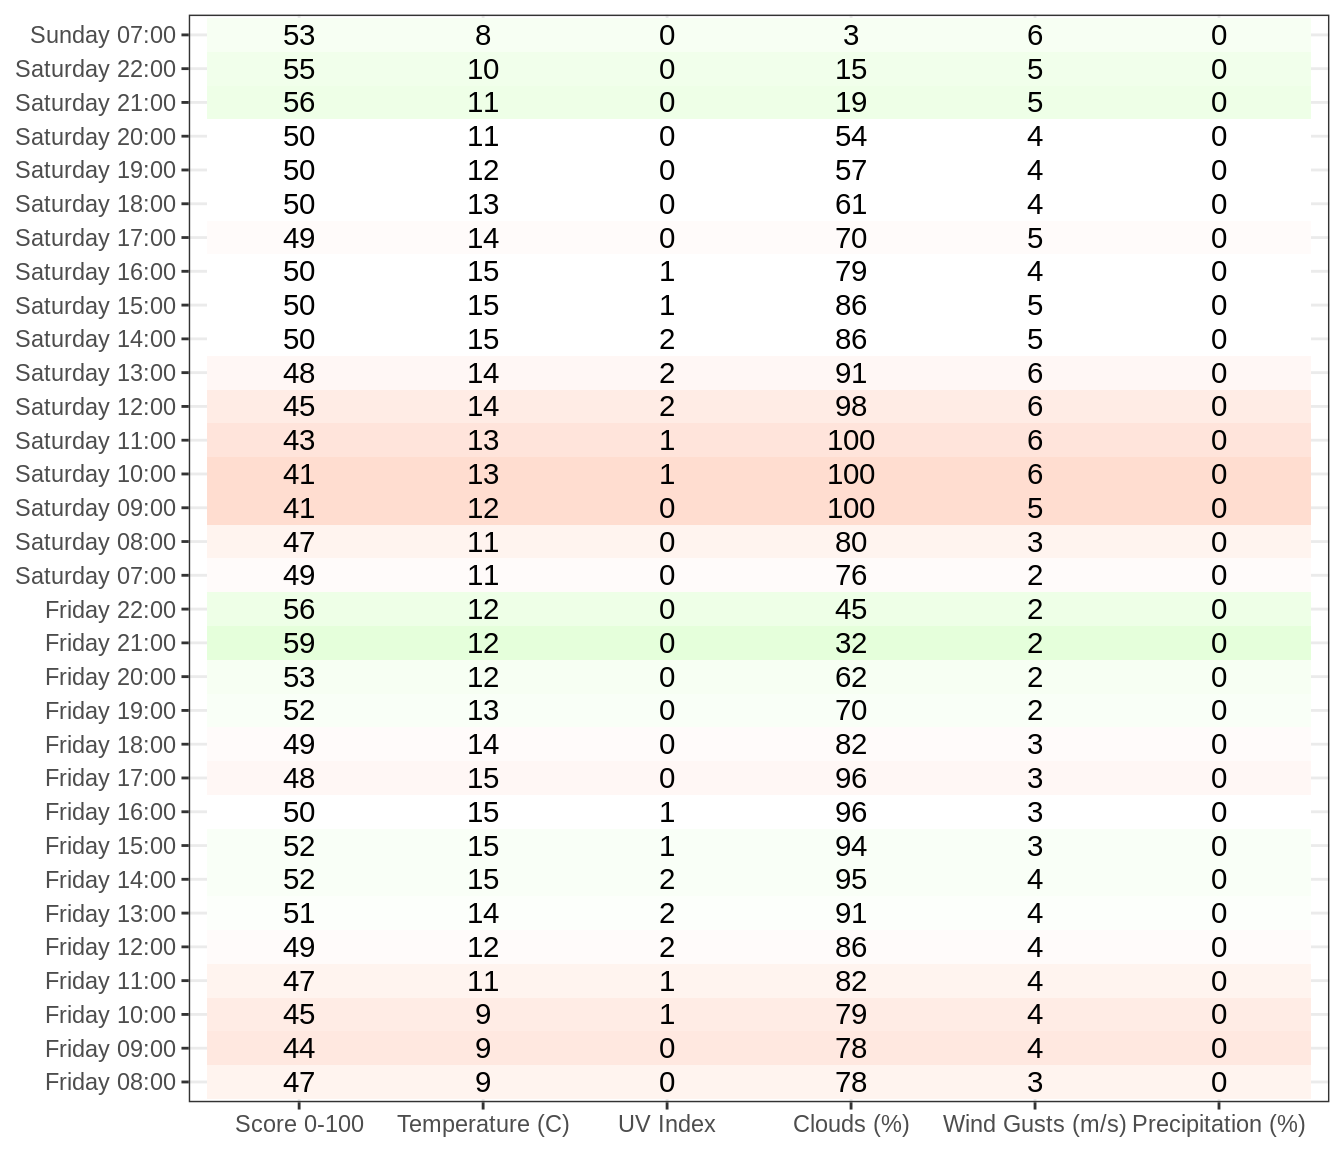 Sunday 07:00 53 8 0 3 6 0
Saturday 22:00 55 10 0 15 5 0
Saturday 21:00 56 11 0 19 5 0
Saturday 20:00 50 11 0 54 4 0
Saturday 19:00 50 12 0 57 4 0
Saturday 18:00 50 13 0 61 4 0
Saturday 17:00 49 14 0 70 5 0
Saturday 16:00 50 15 1 79 4 0
Saturday 15:00 50 15 1 86 5 0
Saturday 14:00 50 15 2 86 5 0
Saturday 13:00 48 14 2 91 6 0
Saturday 12:00 45 14 2 98 6 0
Saturday 11:00 43 13 1 100 6 0
Saturday 10:00 41 13 1 100 6 0
Saturday 09:00 41 12 0 100 5 0
Saturday 08:00 47 11 0 80 3 0
Saturday 07:00 49 11 0 76 2 0
Friday 22:00 56 12 0 45 2 0
Friday 21:00 59 12 0 32 2 0
Friday 20:00 53 12 0 62 2 0
Friday 19:00 52 13 0 70 2 0
Friday 18:00 49 14 0 82 3 0
Friday 17:00 48 15 0 96 3 0
Friday 16:00 50 15 1 96 3 0
Friday 15:00 52 15 1 94 3 0
Friday 14:00 52 15 2 95 4 0
Friday 13:00 51 14 2 91 4 0
Friday 12:00 49 12 2 86 4 0
Friday 11:00 47 11 1 82 4 0
Friday 10:00 45 9 1 79 4 0
Friday 09:00 44 9 0 78 4 0
Friday 08:00 47 9 0 78 3 0
Score 0-100 Temperature (C) UV Index Clouds (%) Wind Gusts (m/s) Precipitation (%)